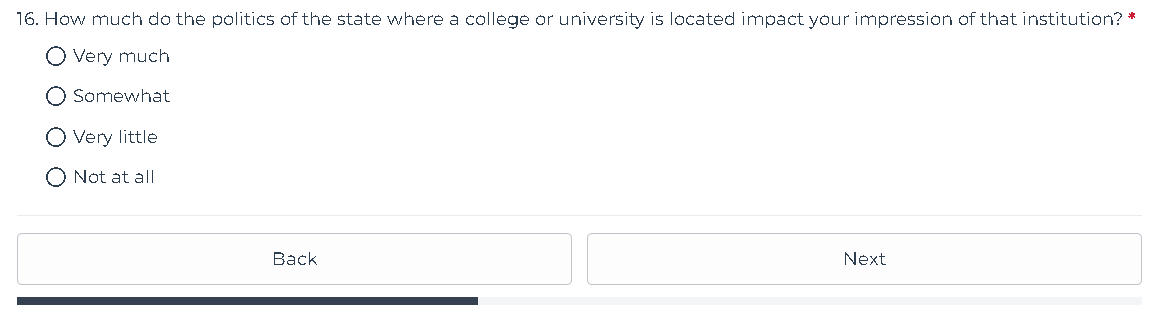 16. How much do the politics of the state where a college or university is located impact your impression of that institution? *
Very much
Somewhat
Very little
Not at all
Back
Next